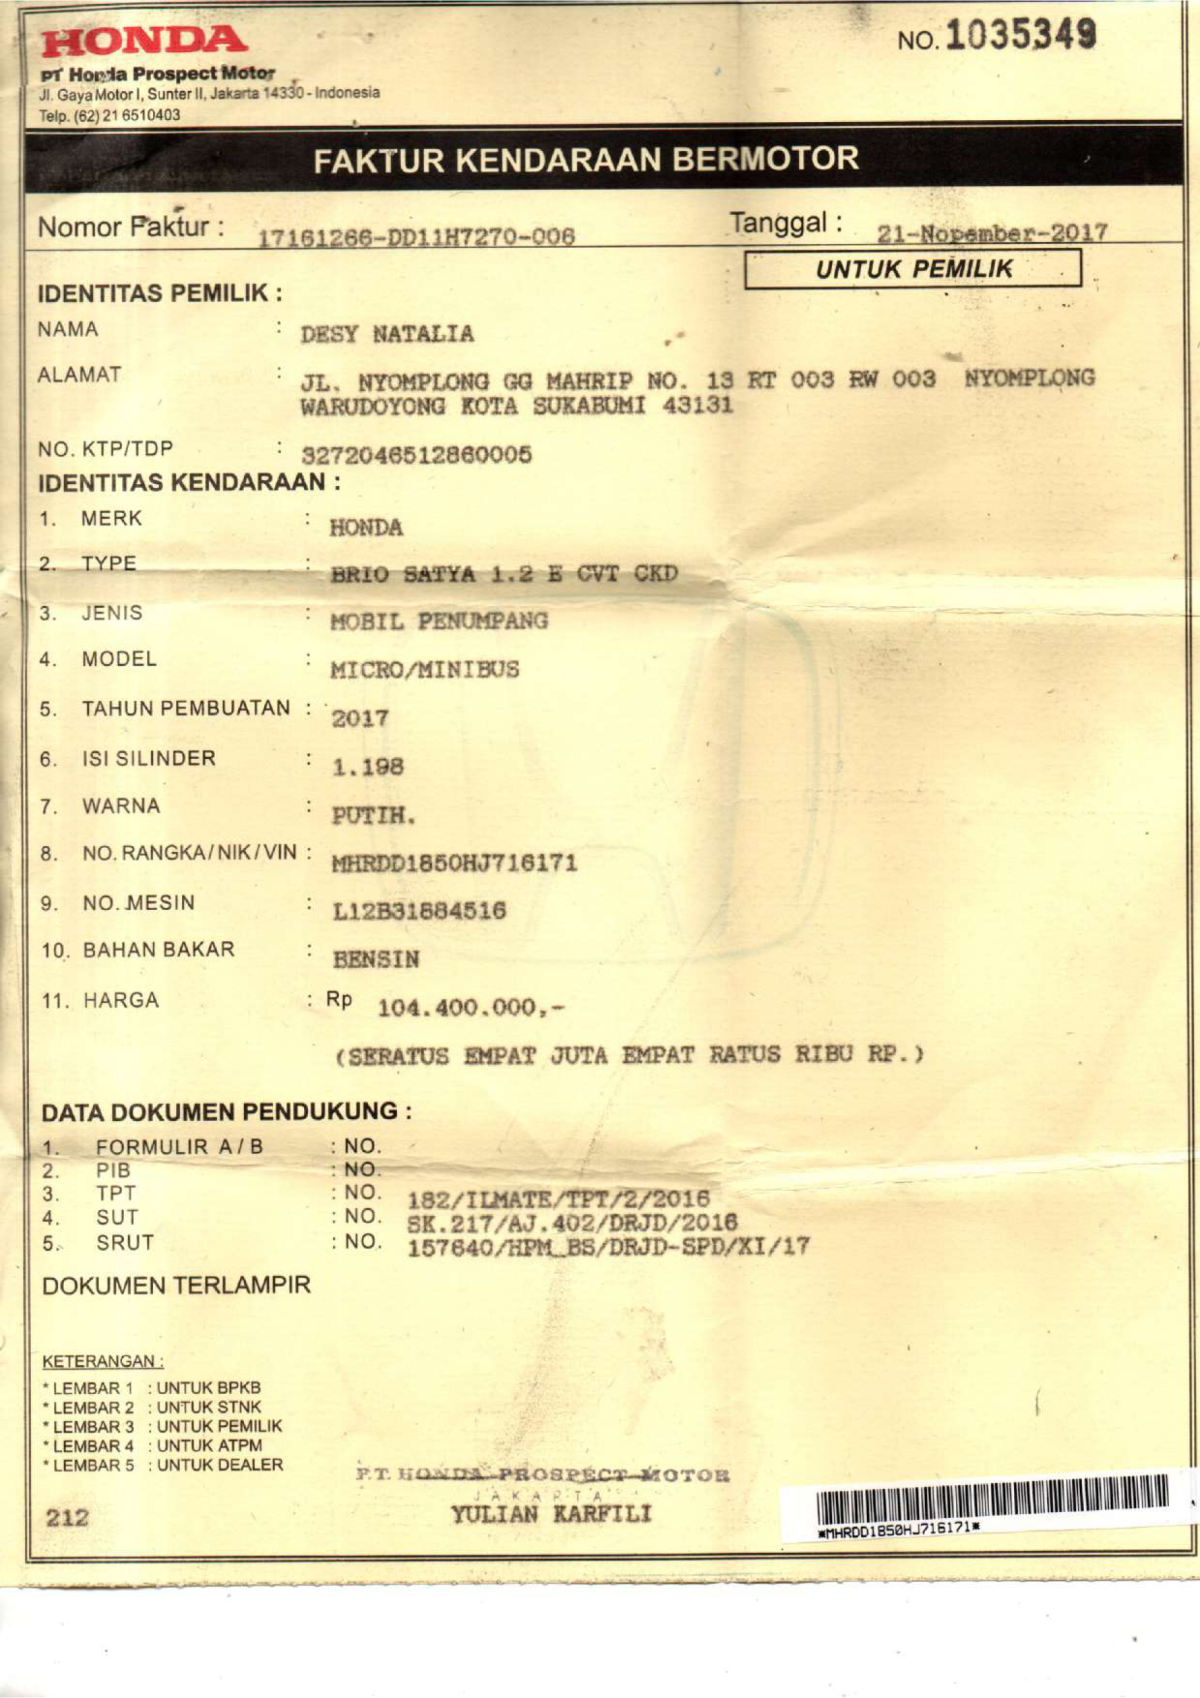 HONDA
NO. 1035349
PT Honda Prospect Motor
Jl. Gaya Motor I, Sunter II, Jakarta 14330 - Indonesia
Telp. (62) 21 6510403
FAKTUR KENDARAAN BERMOTOR
Nomor Faktur : 17161266-DD11H7270-006 Tanggal : 21-Nopember-2017
UNTUK PEMILIK
IDENTITAS PEMILIK :
NAMA : DESY NATALIA
ALAMAT : JL. NYOMPLONG GG MAHRIP NO. 13 RT 003 RW 003 NYOMPLONG
WARUDOYONG KOTA SUKABUMI 43131
NO. KTP/TDP : 3272046512860005
IDENTITAS KENDARAAN :
1. MERK : HONDA
2. TYPE : BRIO SATYA 1.2 E CVT CKD
3. JENIS : MOBIL PENUMPANG
4. MODEL : MICRO/MINIBUS
5. TAHUN PEMBUATAN : 2017
6. ISI SILINDER : 1.198
7. WARNA : PUTIH.
8. NO. RANGKA/NIK/VIN : MHRDD1850HJ716171
9. NO. MESIN : L12B31884516
10. BAHAN BAKAR : BENSIN
11. HARGA : Rp 104.400.000,-
(SERATUS EMPAT JUTA EMPAT RATUS RIBU RP.)
DATA DOKUMEN PENDUKUNG :
1. FORMULIR A / B : NO.
2. PIB : NO.
3. TPT : NO. 182/ILMATE/TPT/2/2016
4. SUT : NO. SK.217/AJ.402/DRJD/2016
5. SRUT : NO. 157640/HPM_BS/DRJD-SPD/XI/17
DOKUMEN TERLAMPIR
KETERANGAN :
* LEMBAR 1 : UNTUK BPKB
* LEMBAR 2 : UNTUK STNK
* LEMBAR 3 : UNTUK PEMILIK
* LEMBAR 4 : UNTUK ATPM
* LEMBAR 5 : UNTUK DEALER
P.T. HONDA PROSPECT MOTOR
JAKARTA
212 YULIAN KARFILI
*MHRDD1850HJ716171*